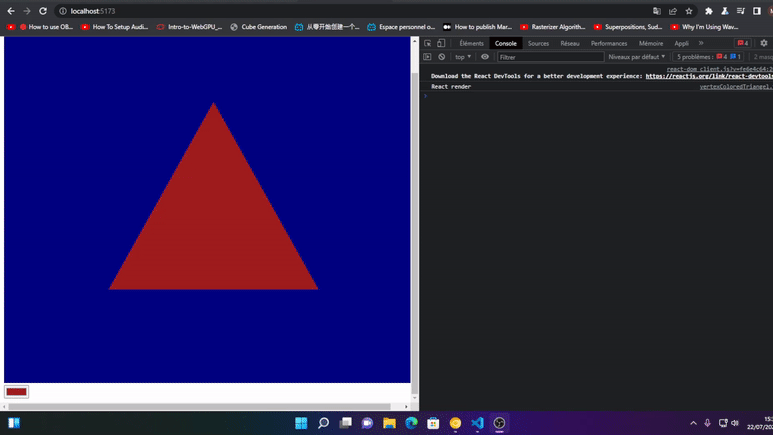 localhost:5173
How to use OB...
How To Setup Audi...
Intro-to-WebGPU_...
Cube Generation
从零开始创建一个...
Espace personnel o...
How to publish Mar...
Rasterizer Algorith...
Superpositions, Sud...
Why I'm Using Wav...
Éléments Console Sources Réseau Performances Mémoire Appli » 4
top Filtrer Niveaux par défaut 5 problèmes : 4 1 2 mas
react-dom_client.js?v=fe6e4c64:
Download the React DevTools for a better development experience: https://reactjs.org/link/react-devtools
React render vertexColoredTriangel.
15:
22/07/20